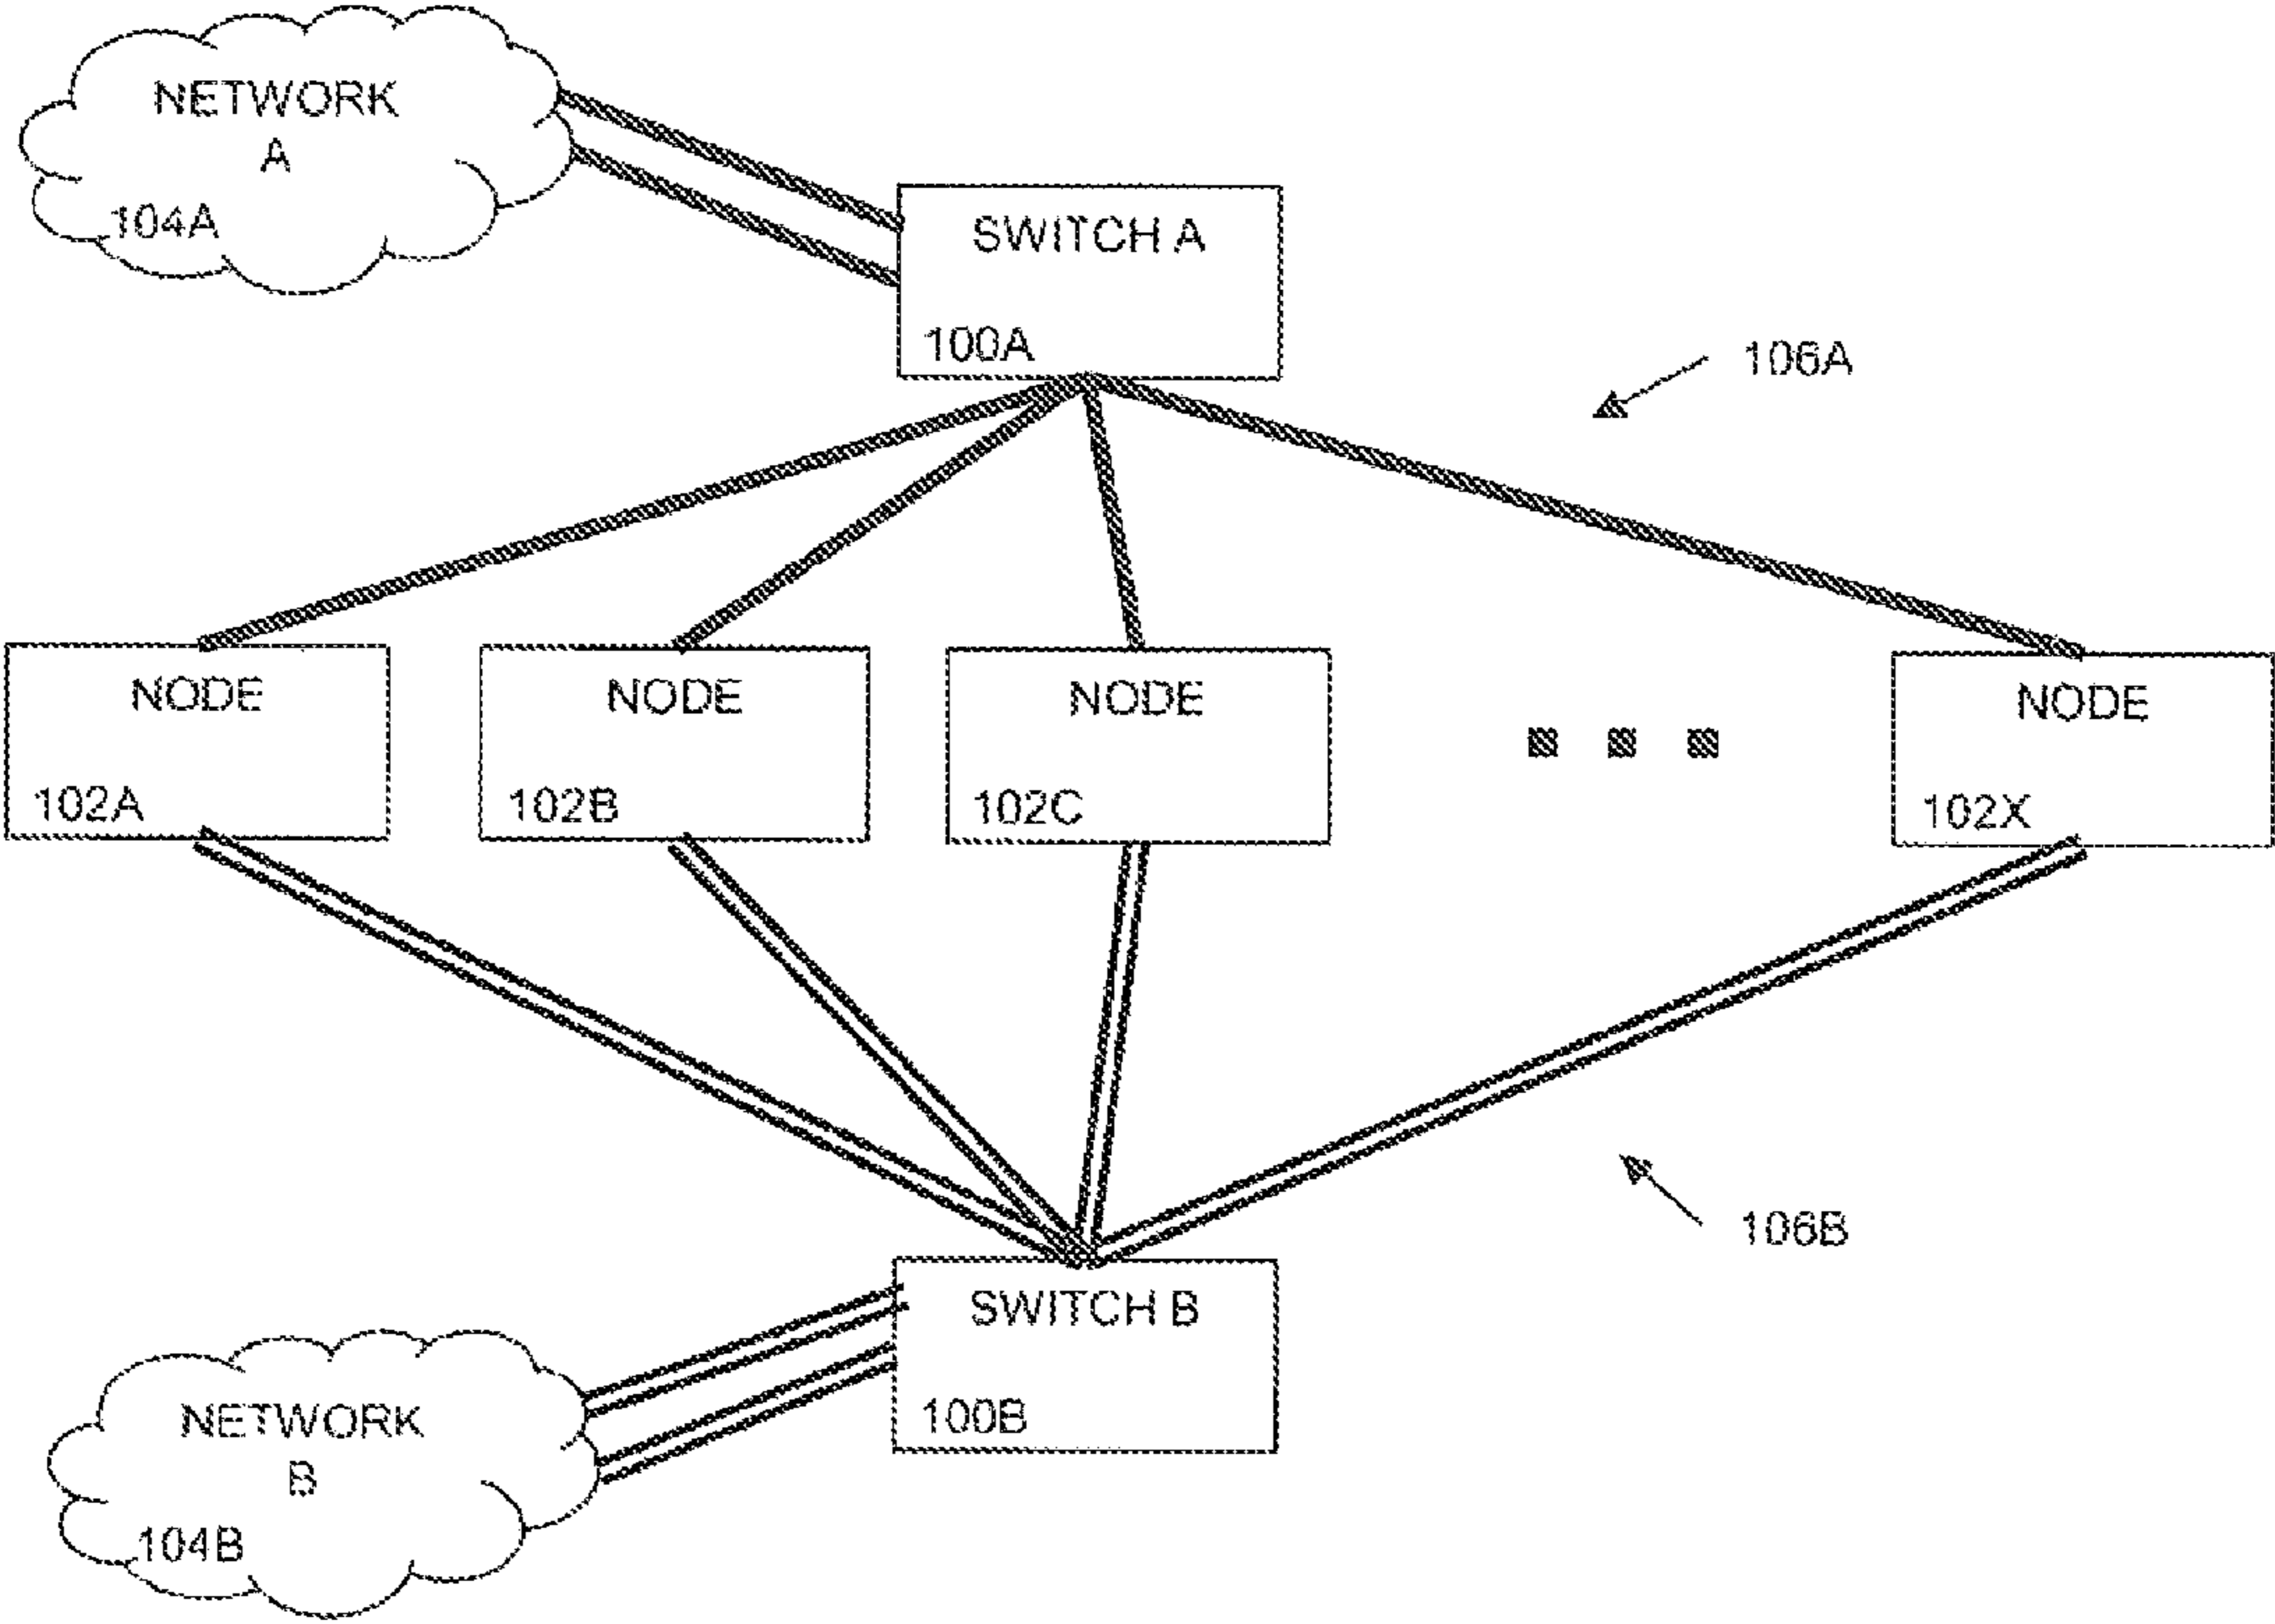 NETWORK
A
104A
SWITCH A
100A
106A
NODE
102A
NODE
102B
NODE
102C
NODE
102X
106B
SWITCH B
100B
NETWORK
B
104B